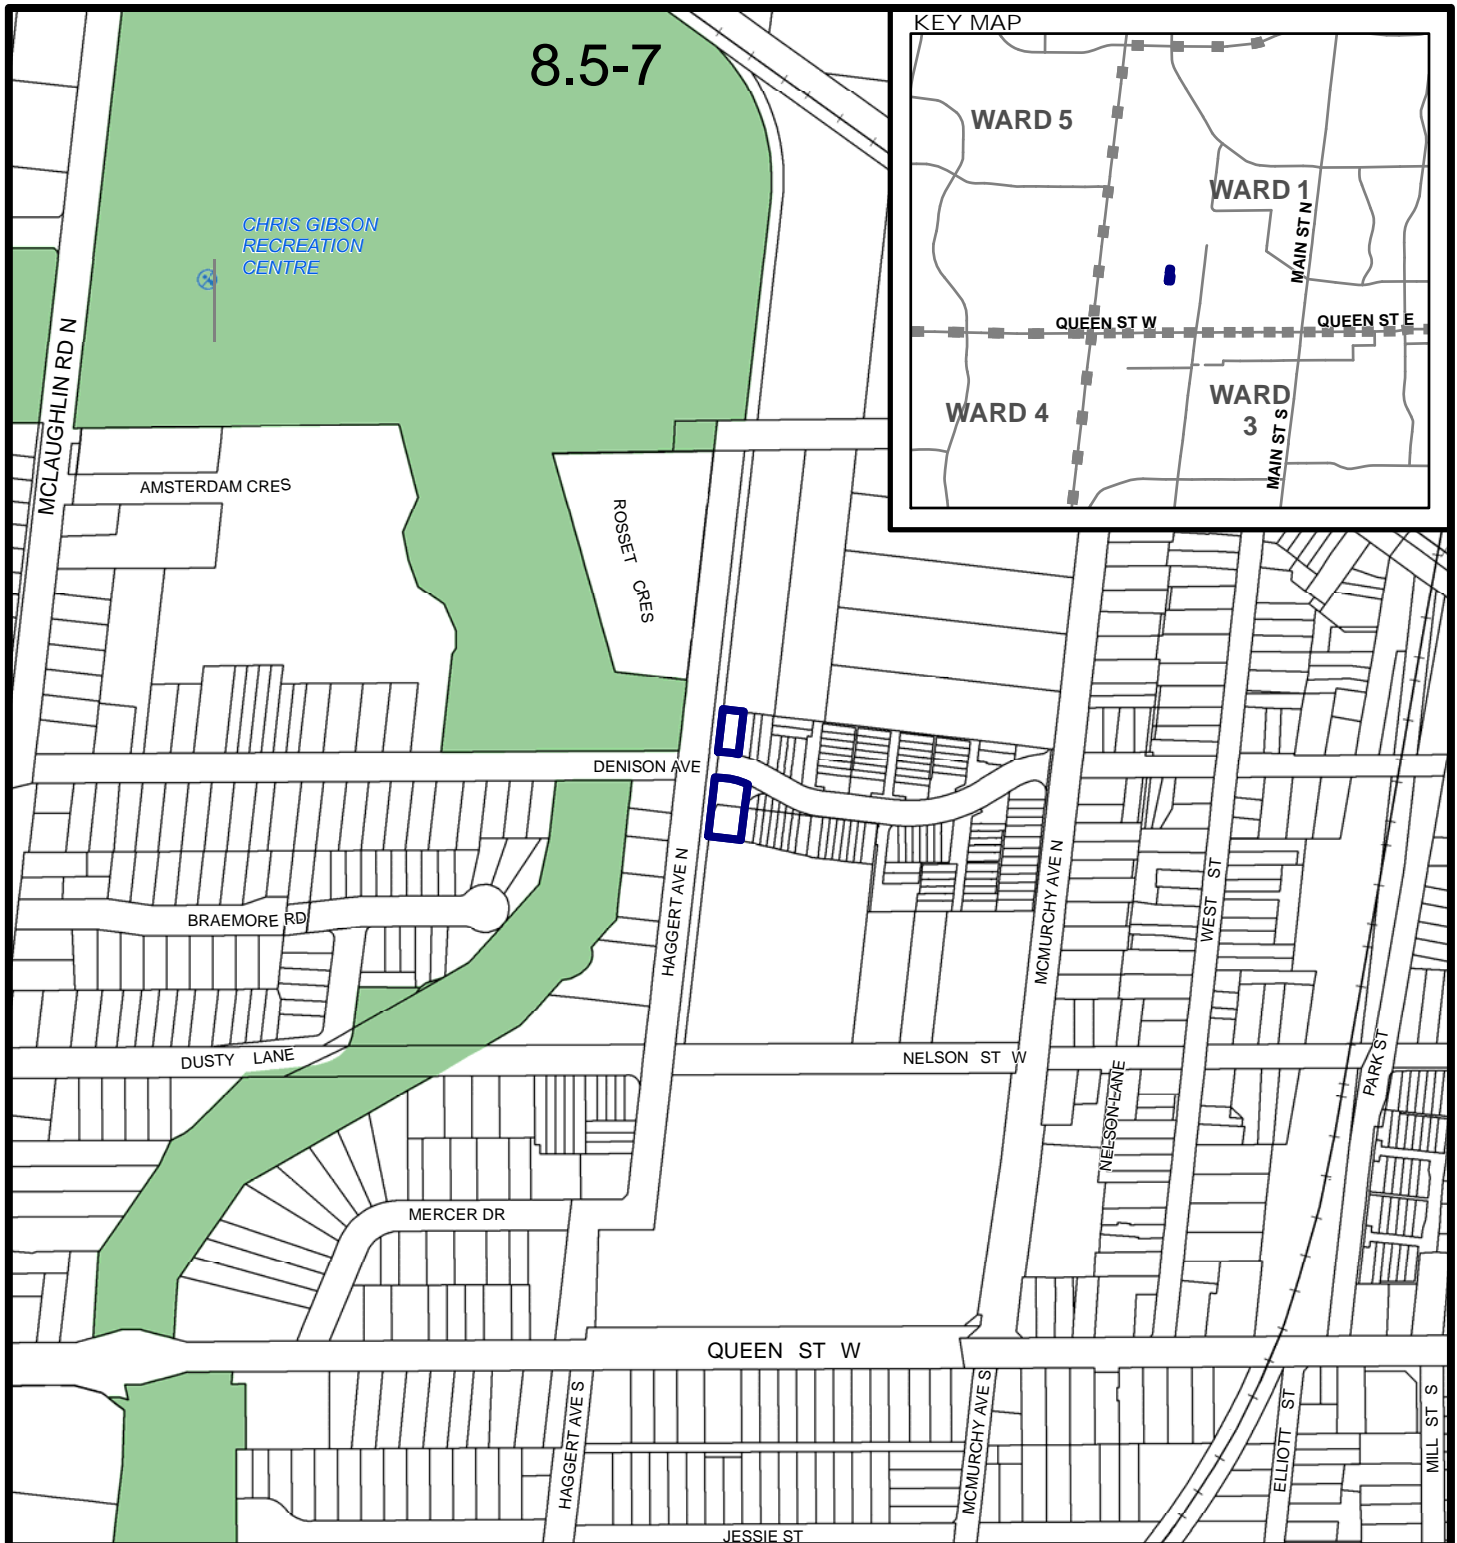 8.5-7
KEY MAP
WARD 5
WARD 1
MAIN ST N
QUEEN ST W
QUEEN ST E
WARD 4
WARD
3
MAIN ST S
CHRIS GIBSON
RECREATION
CENTRE
MCLAUGHLIN RD N
AMSTERDAM CRES
ROSSET CRES
DENISON AVE
HAGGERT AVE N
MCMURCHY AVE N
WEST ST
BRAEMORE RD
DUSTY LANE
NELSON ST W
NELSON LANE
PARK ST
MERCER DR
QUEEN ST W
HAGGERT AVE S
MCMURCHY AVE S
ELLIOTT ST
MILL ST S
JESSIE ST